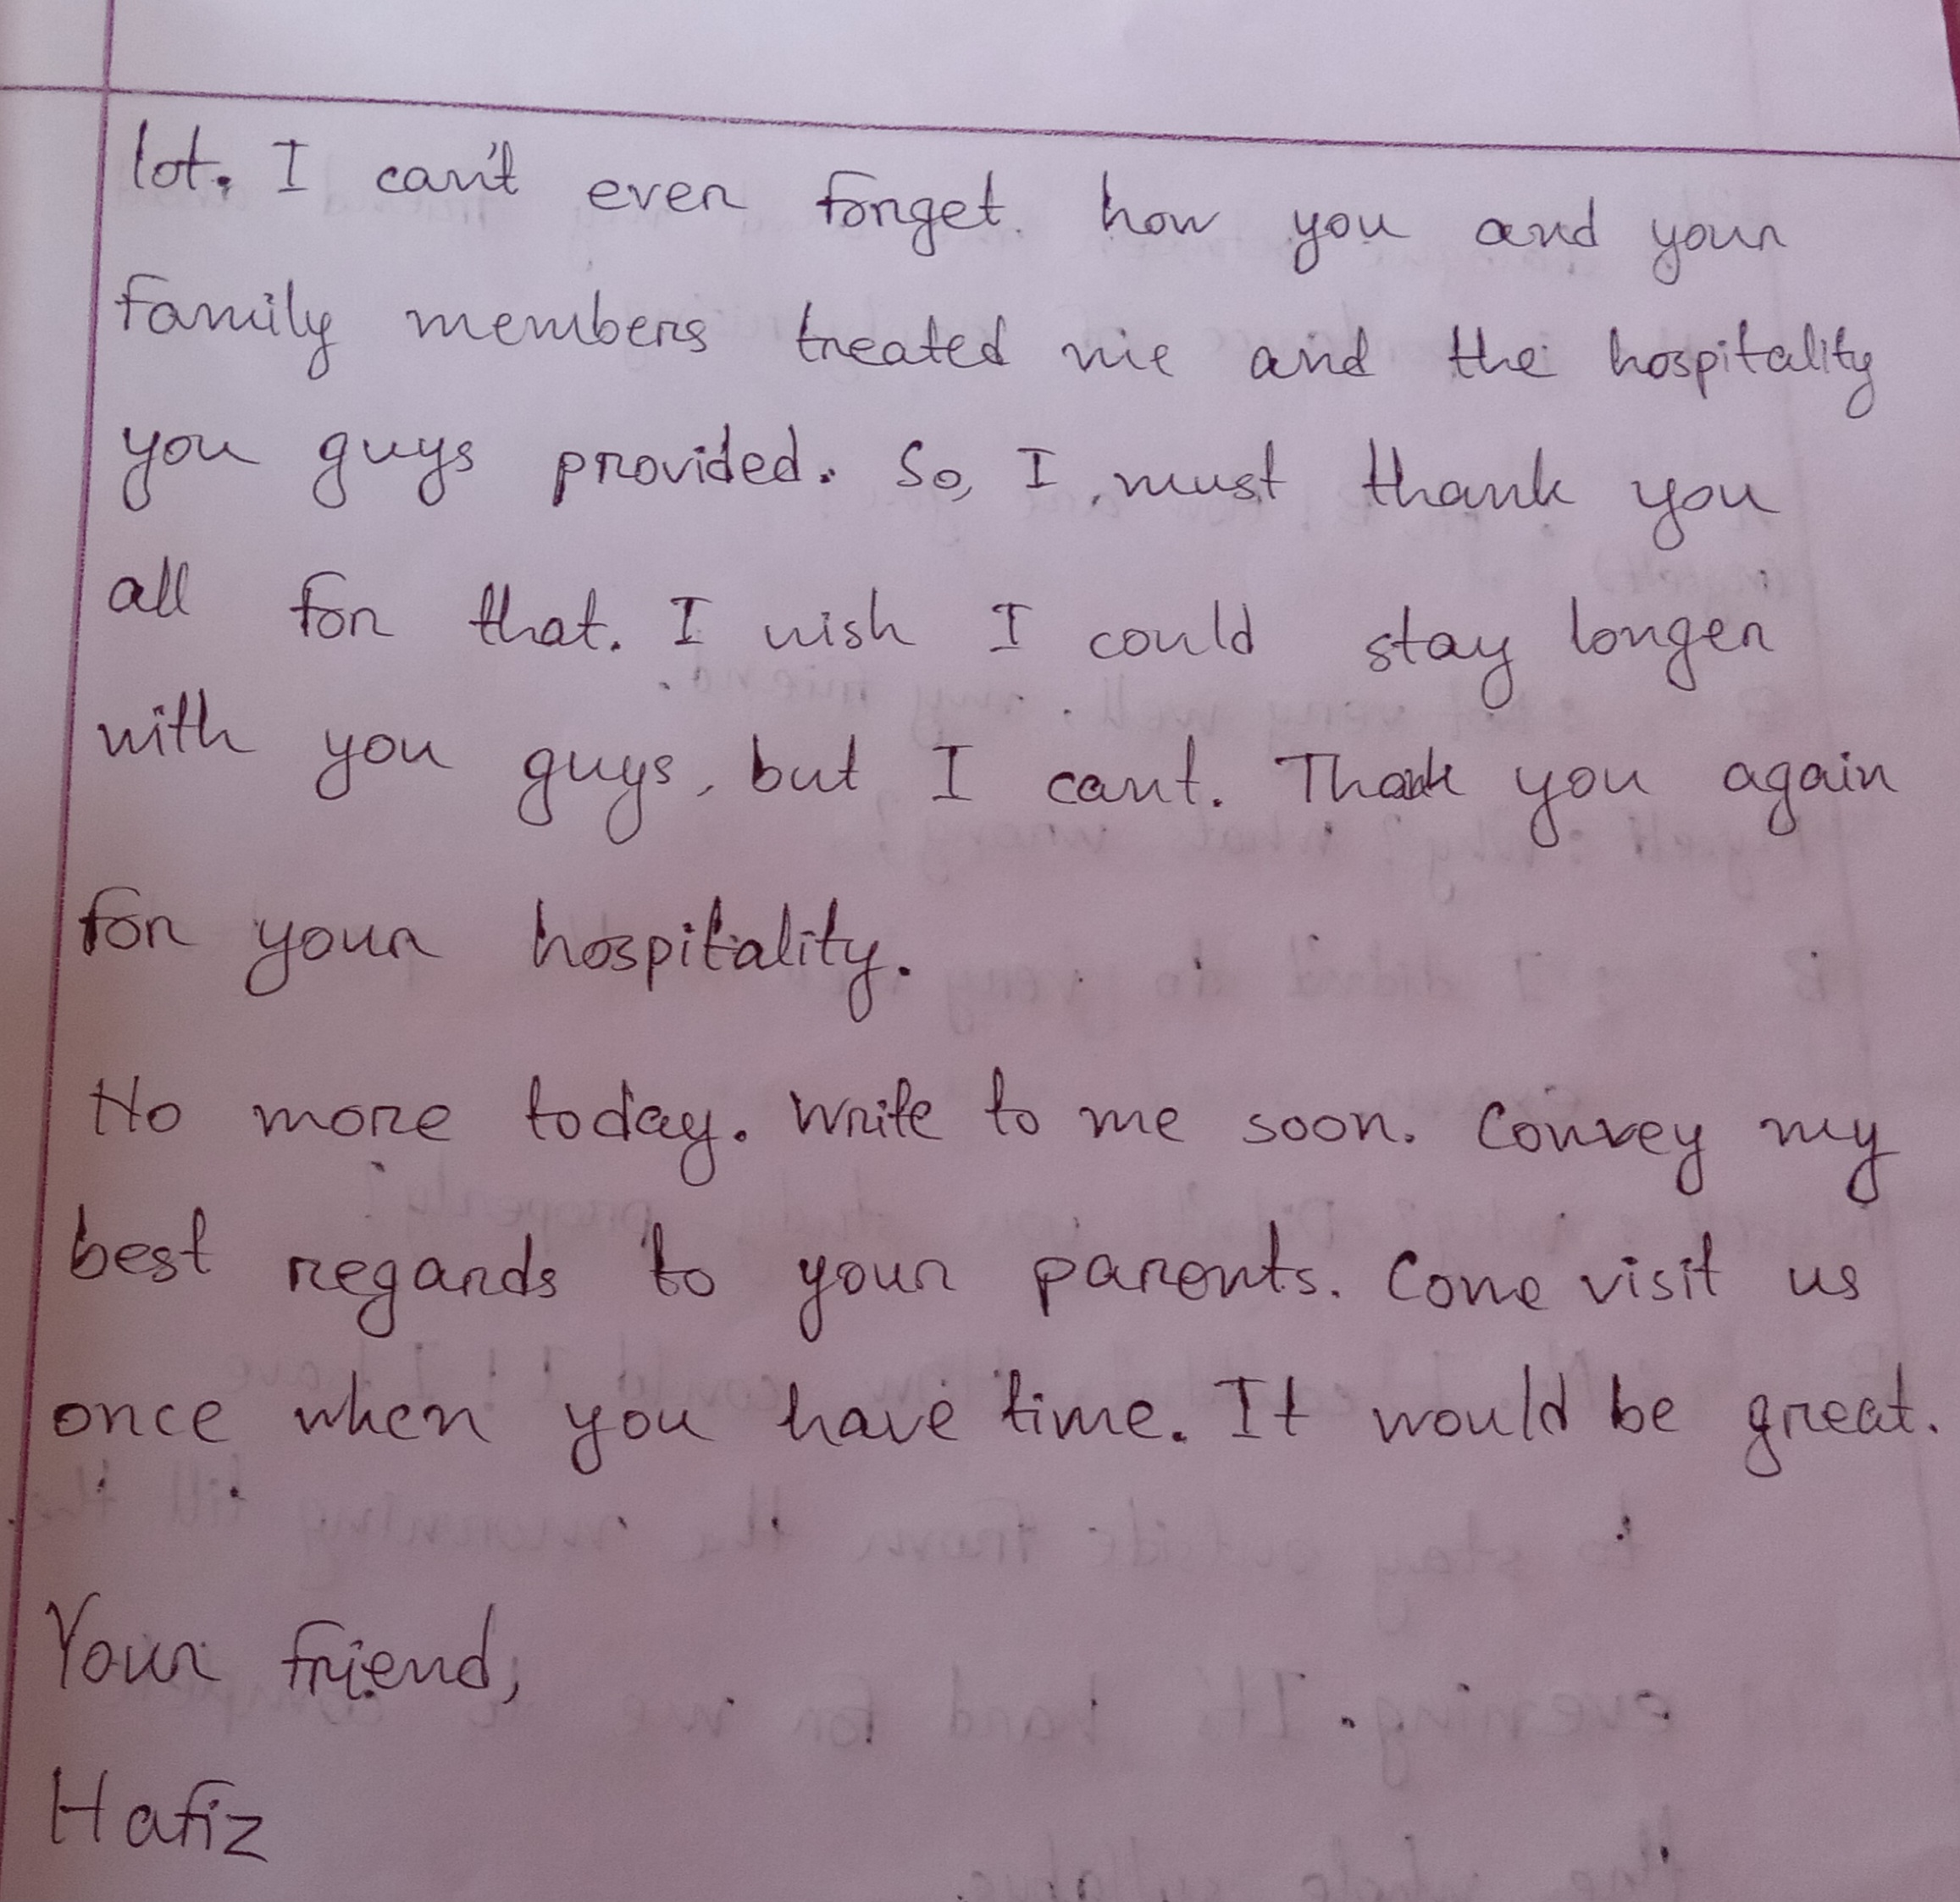 lot. I can't even forget how you and your
family members treated me and the hospitality
you guys provided. So, I must thank you
all for that. I wish I could stay longer
with you guys, but I cant. Thank you again
for your hospitality.
No more today. Write to me soon. Convey my
best regards to your parents. Come visit us
once when you have time. It would be great.
Your friend,
Hafiz